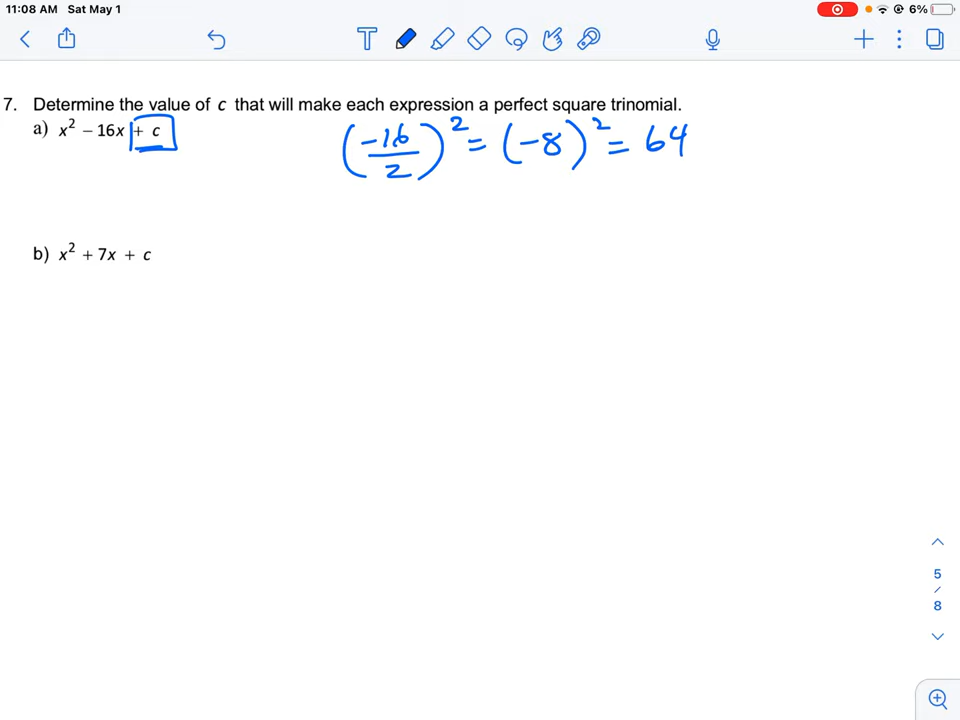 11:08 AM Sat May 1
6%
T
7. Determine the value of c that will make each expression a perfect square trinomial.
a) x² − 16x + c
(-16/2)² = (-8)² = 64
b) x² + 7x + c
5
/
8